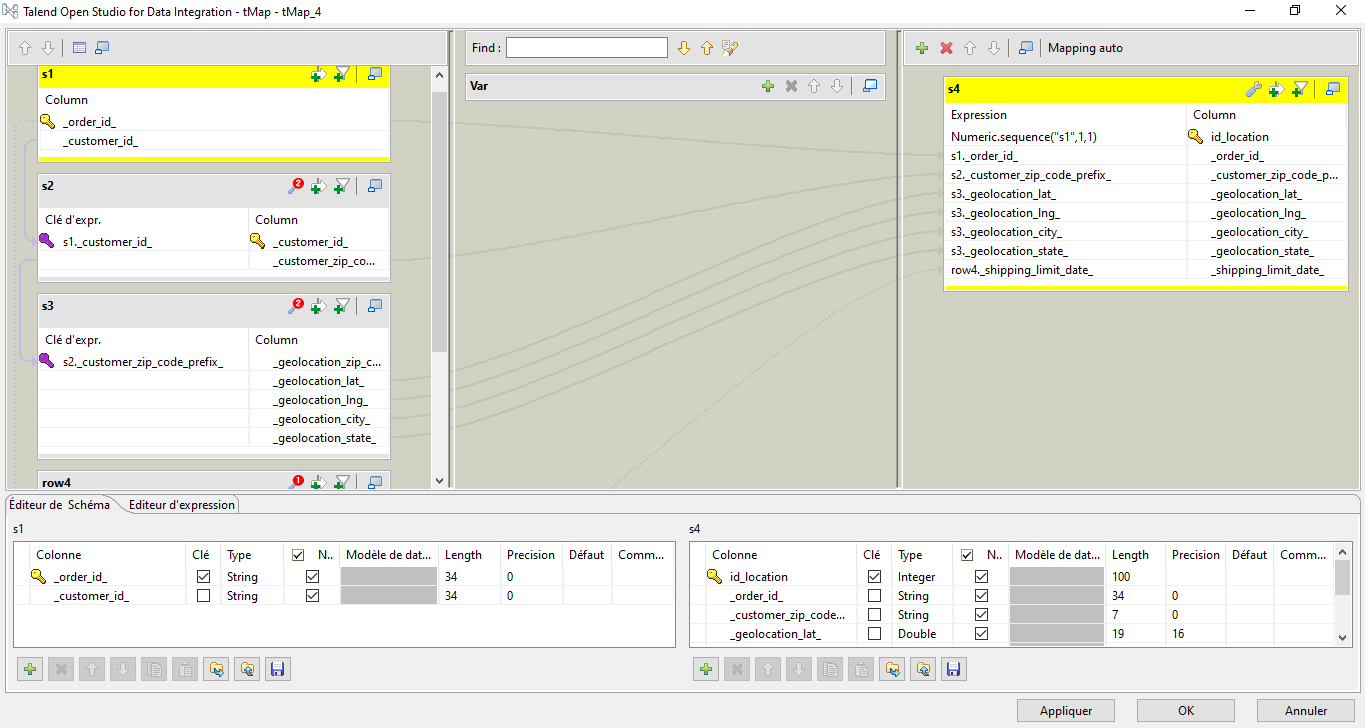 Talend Open Studio for Data Integration - tMap - tMap_4
Find :
Mapping auto
s1
Column
_order_id_
_customer_id_
s2
2
Clé d'expr.
Column
s1._customer_id_
_customer_id_
_customer_zip_co...
s3
2
Clé d'expr.
Column
s2._customer_zip_code_prefix_
_geolocation_zip_c...
_geolocation_lat_
_geolocation_lng_
_geolocation_city_
_geolocation_state_
row4
1
Var
s4
Expression
Column
Numeric.sequence("s1",1,1)
id_location
s1._order_id_
_order_id_
s2._customer_zip_code_prefix_
_customer_zip_code_p...
s3._geolocation_lat_
_geolocation_lat_
s3._geolocation_lng_
_geolocation_lng_
s3._geolocation_city_
_geolocation_city_
s3._geolocation_state_
_geolocation_state_
row4._shipping_limit_date_
_shipping_limit_date_
Éditeur de Schéma
Editeur d'expression
s1
Colonne Clé Type N.. Modèle de dat... Length Precision Défaut Comm...
_order_id_ String 34 0
_customer_id_ String 34 0
s4
Colonne Clé Type N.. Modèle de dat... Length Precision Défaut Comm...
id_location Integer 100
_order_id_ String 34 0
_customer_zip_code... String 7 0
_geolocation_lat_ Double 19 16
Appliquer
OK
Annuler